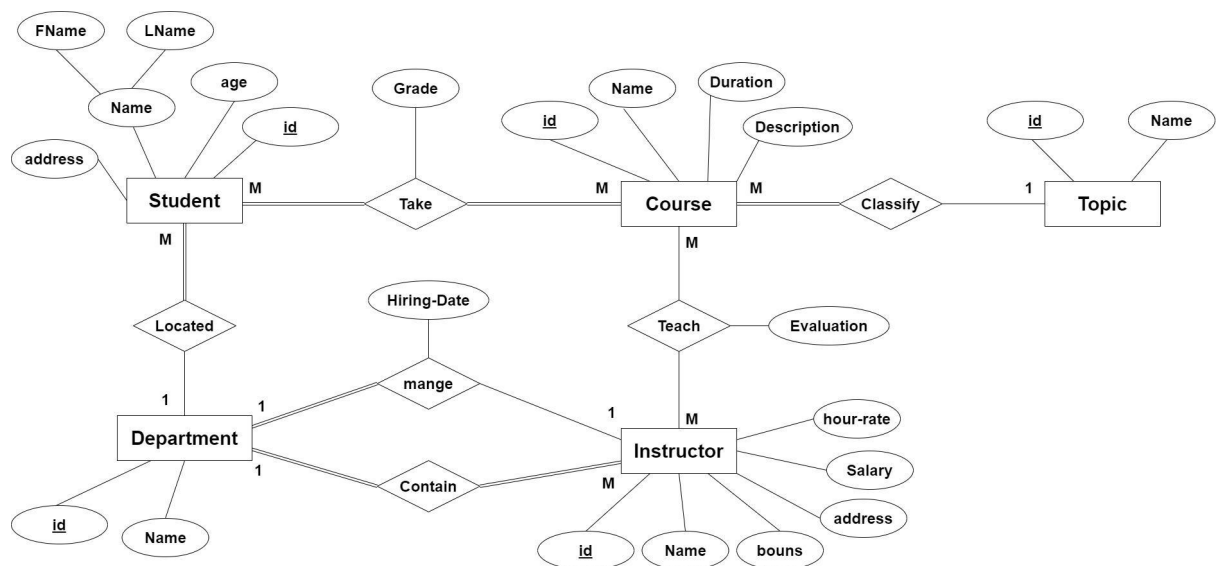 FName
LName
Name
age
id
address
Student
M
M
Grade
Take
M
id
Name
Duration
Description
Course
M
M
Classify
1
id
Name
Topic
Located
1
Hiring-Date
mange
1
1
Teach
Evaluation
M
Department
1
id
Name
Contain
M
Instructor
hour-rate
Salary
address
id
Name
bouns